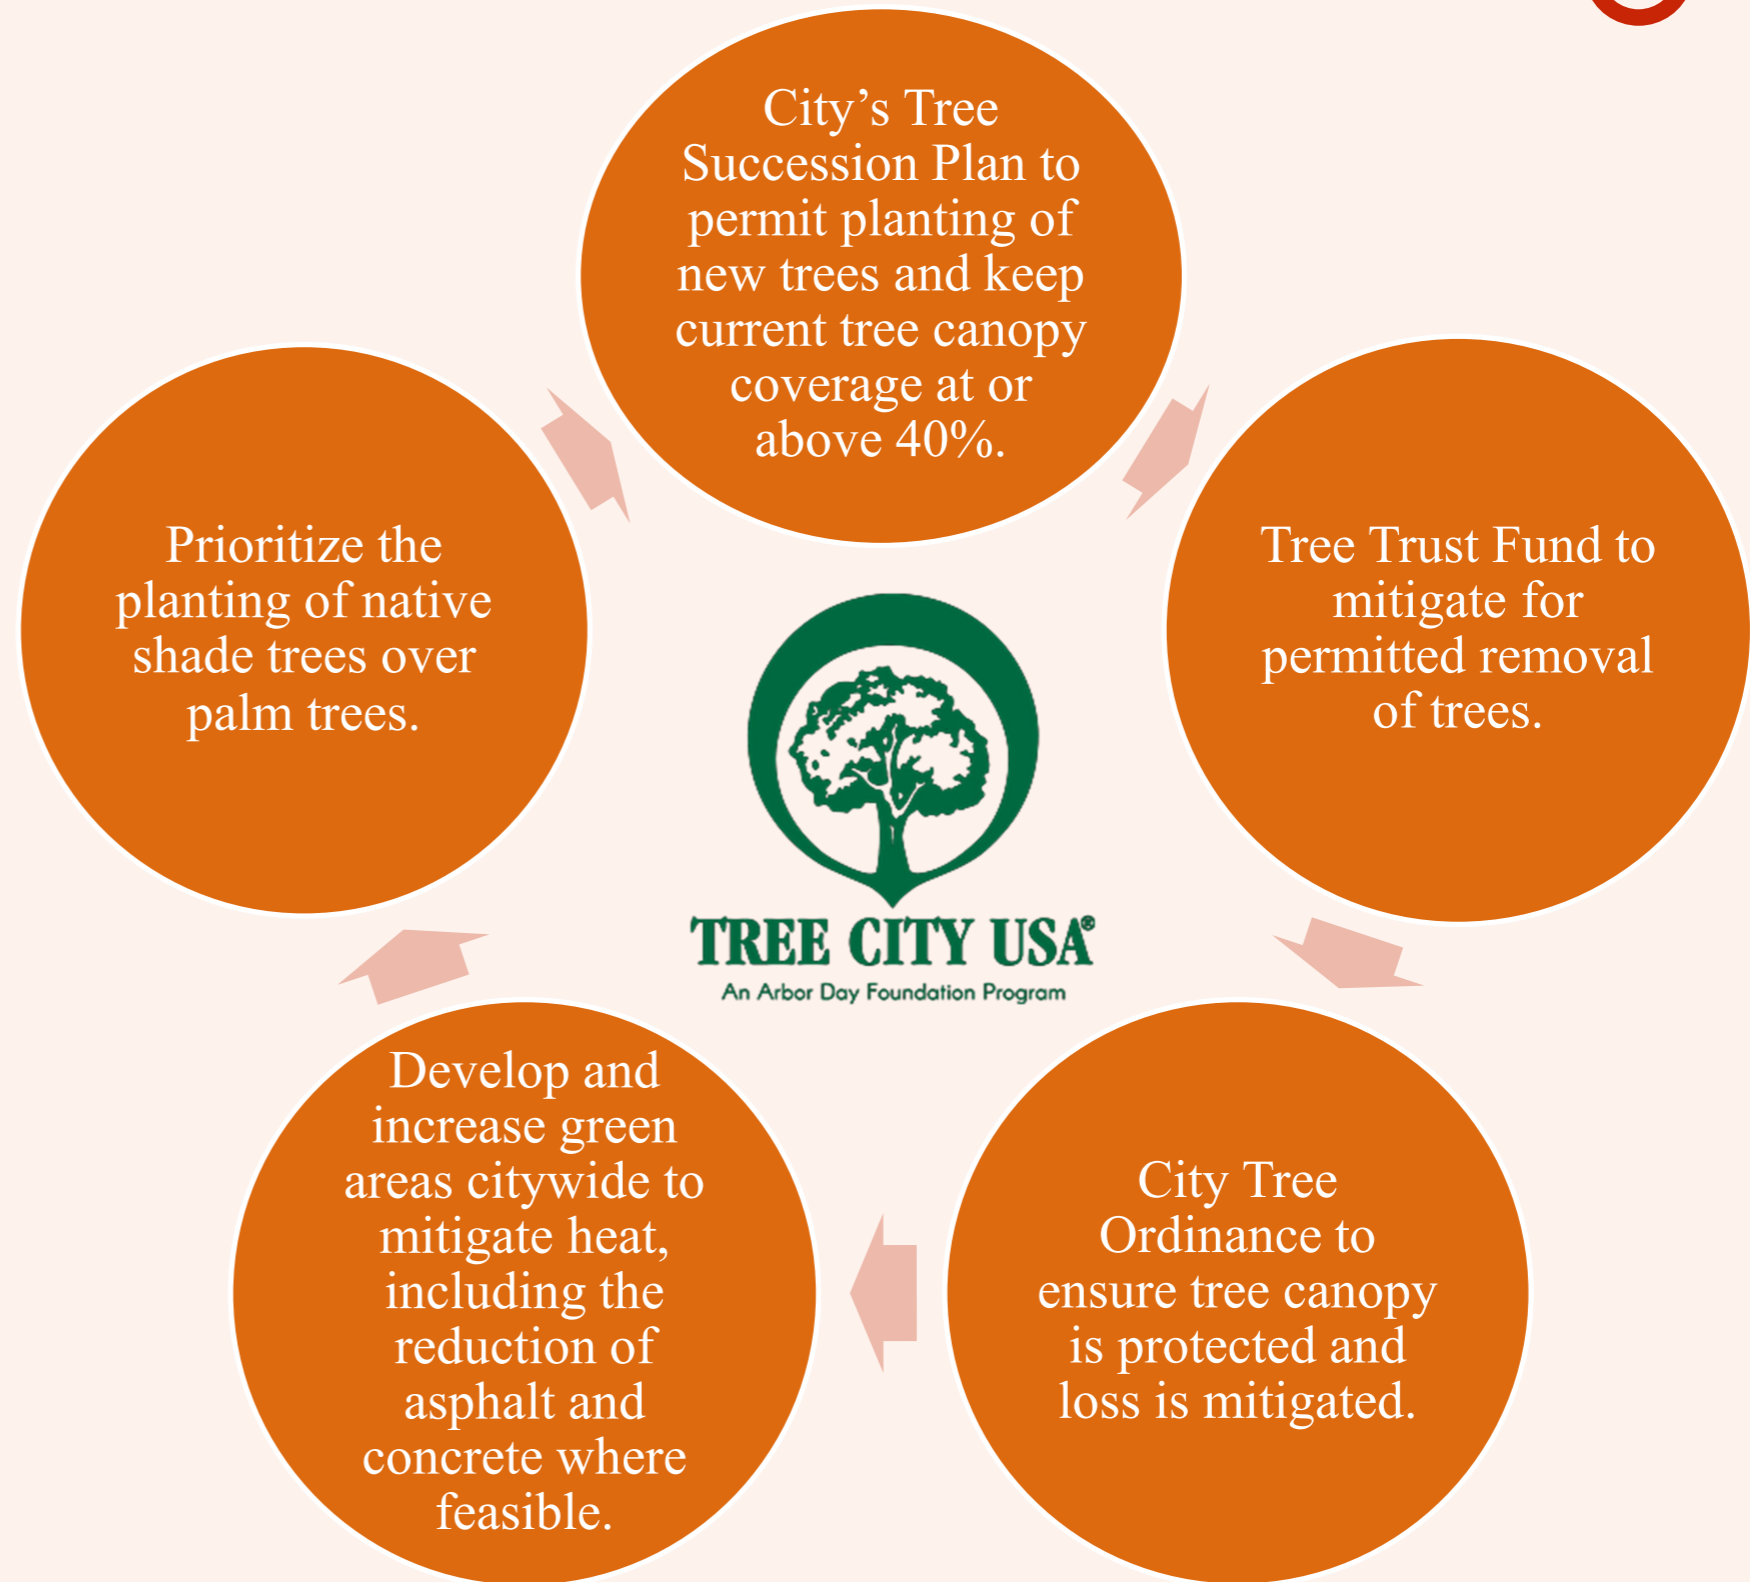 City’s Tree
Succession Plan to
permit planting of
new trees and keep
current tree canopy
coverage at or
above 40%.
Tree Trust Fund to
mitigate for
permitted removal
of trees.
City Tree
Ordinance to
ensure tree canopy
is protected and
loss is mitigated.
Develop and
increase green
areas citywide to
mitigate heat,
including the
reduction of
asphalt and
concrete where
feasible.
Prioritize the
planting of native
shade trees over
palm trees.
TREE CITY USA®
An Arbor Day Foundation Program